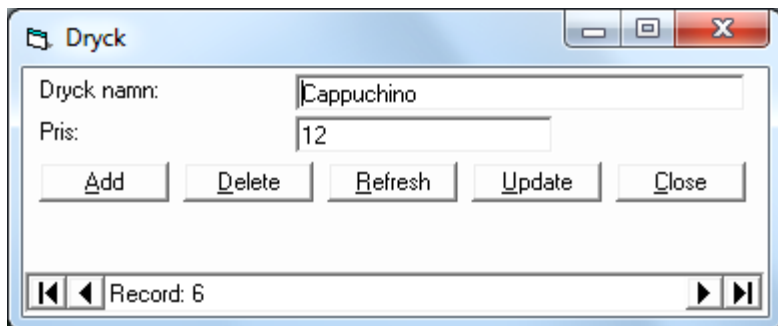 Dryck
Dryck namn:
Cappuchino
Pris:
12
Add Delete Refresh Update Close
Record: 6